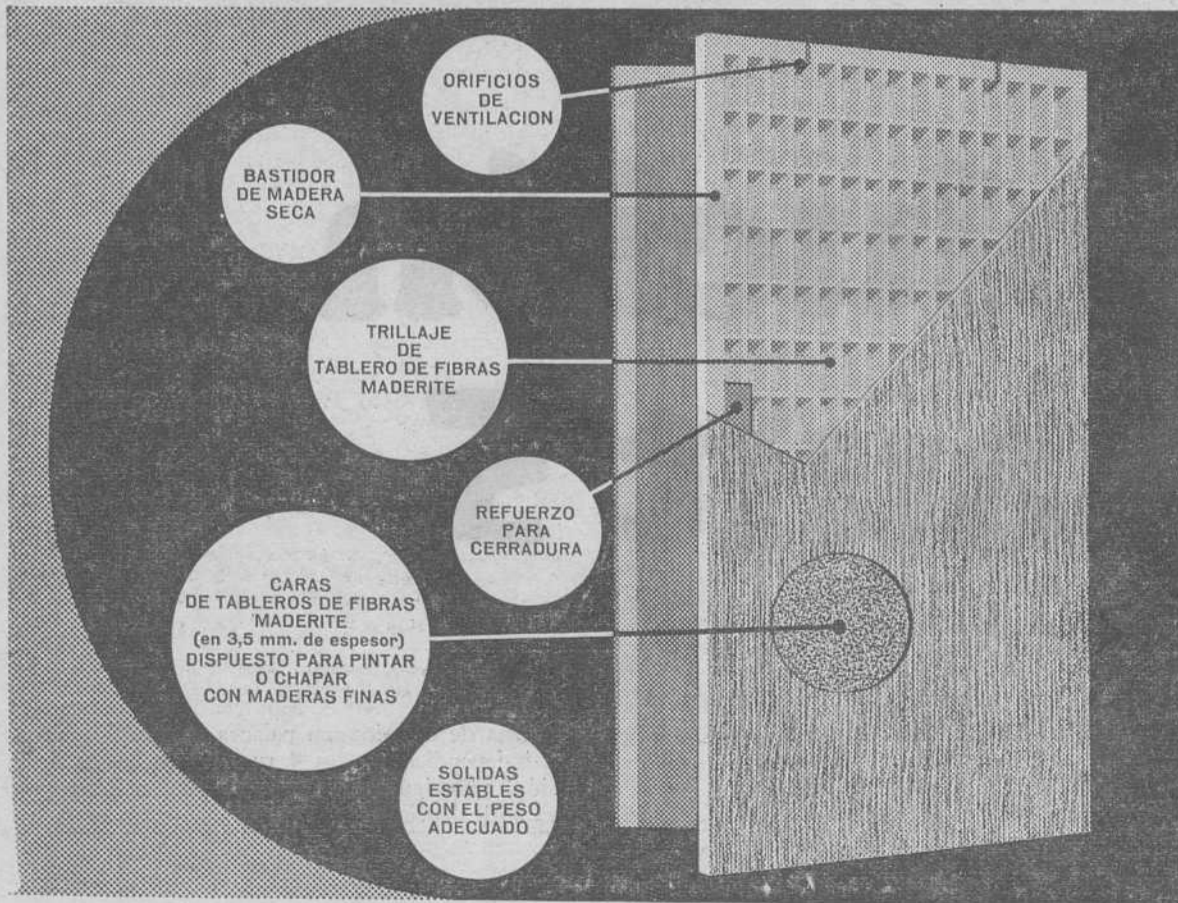 ORIFICIOS
DE
VENTILACION
BASTIDOR
DE MADERA
SECA
TRILLAJE
DE
TABLERO DE FIBRAS
MADERITE
REFUERZO
PARA
CERRADURA
CARAS
DE TABLEROS DE FIBRAS
MADERITE
(en 3,5 mm. de espesor)
DISPUESTO PARA PINTAR
O CHAPAR
CON MADERAS FINAS
SOLIDAS
ESTABLES
CON EL PESO
ADECUADO